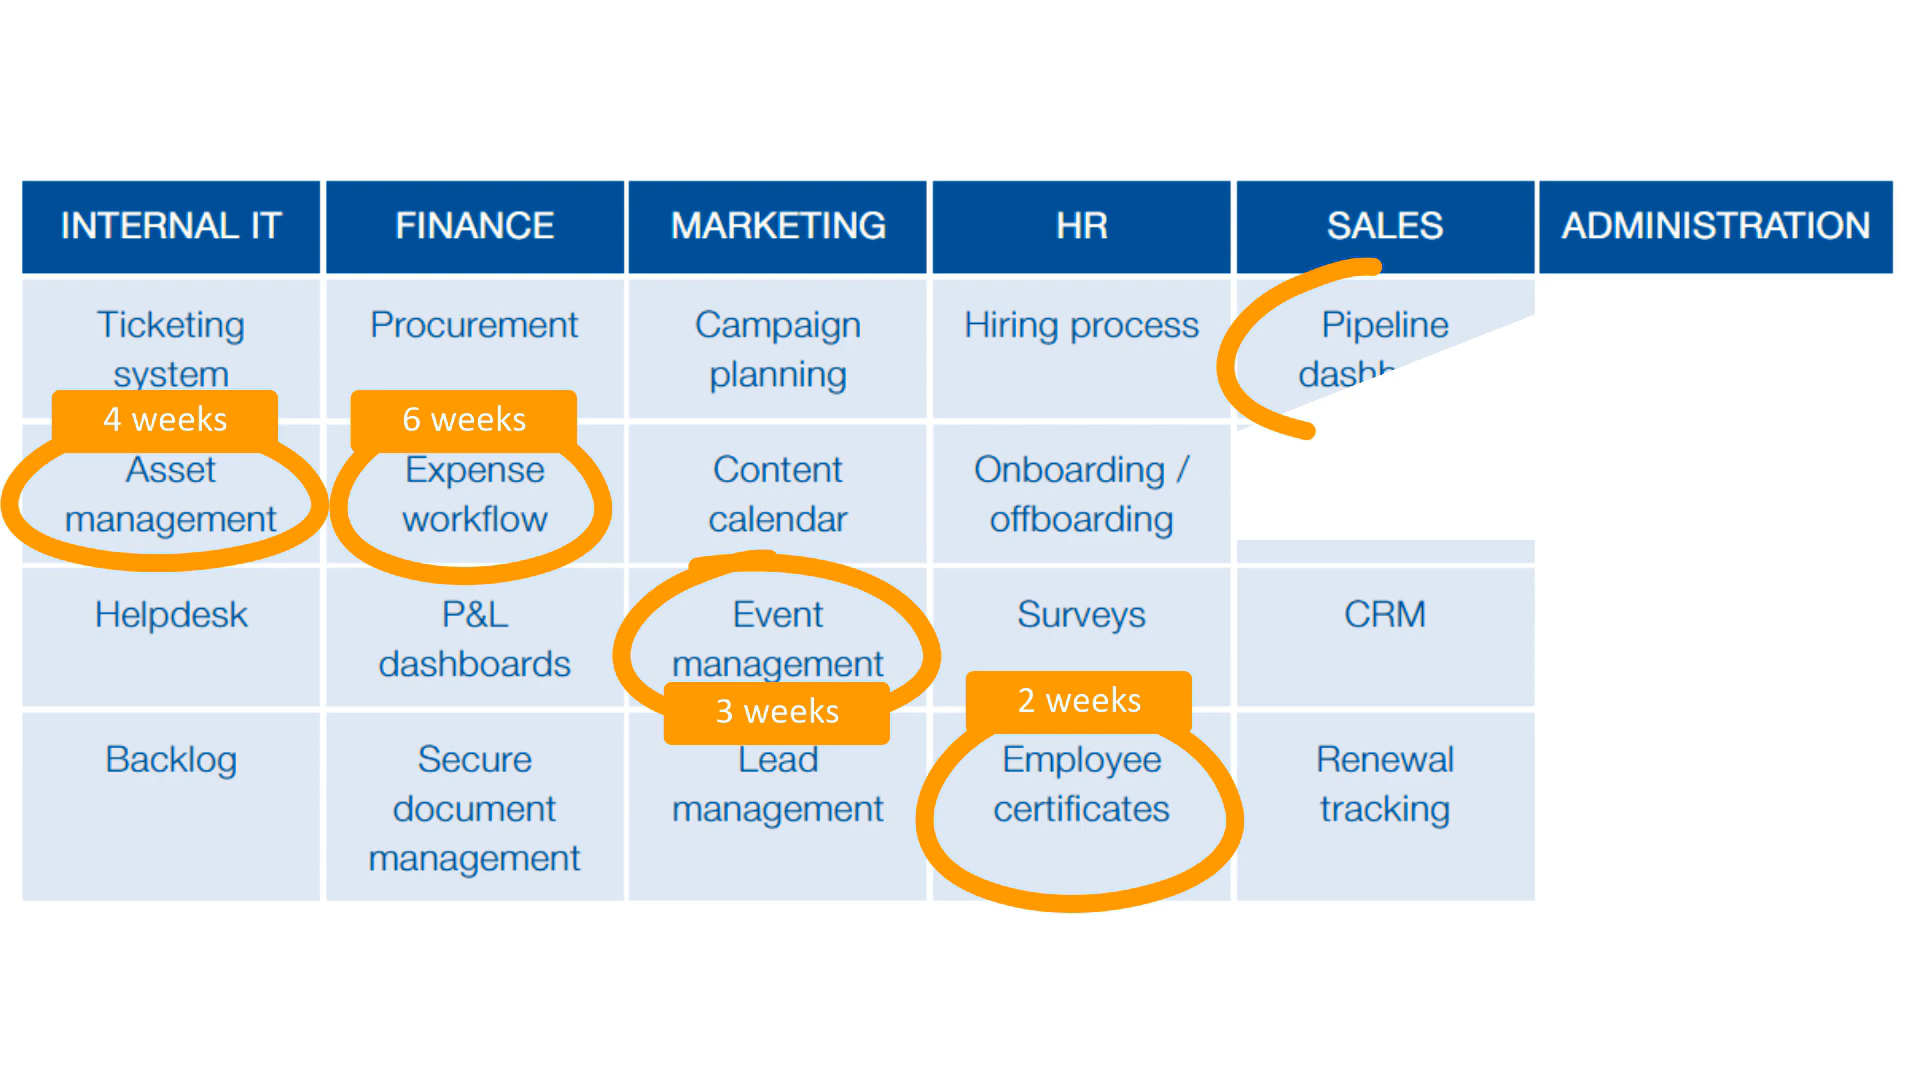 INTERNAL IT
FINANCE
MARKETING
HR
SALES
ADMINISTRATION
Ticketing
system
Procurement
Campaign
planning
Hiring process
Pipeline
4 weeks
Asset
management
6 weeks
Expense
workflow
Content
calendar
Onboarding /
offboarding
Helpdesk
P&L
dashboards
Event
management
3 weeks
Surveys
CRM
Backlog
Secure
document
management
Lead
management
2 weeks
Employee
certificates
Renewal
tracking